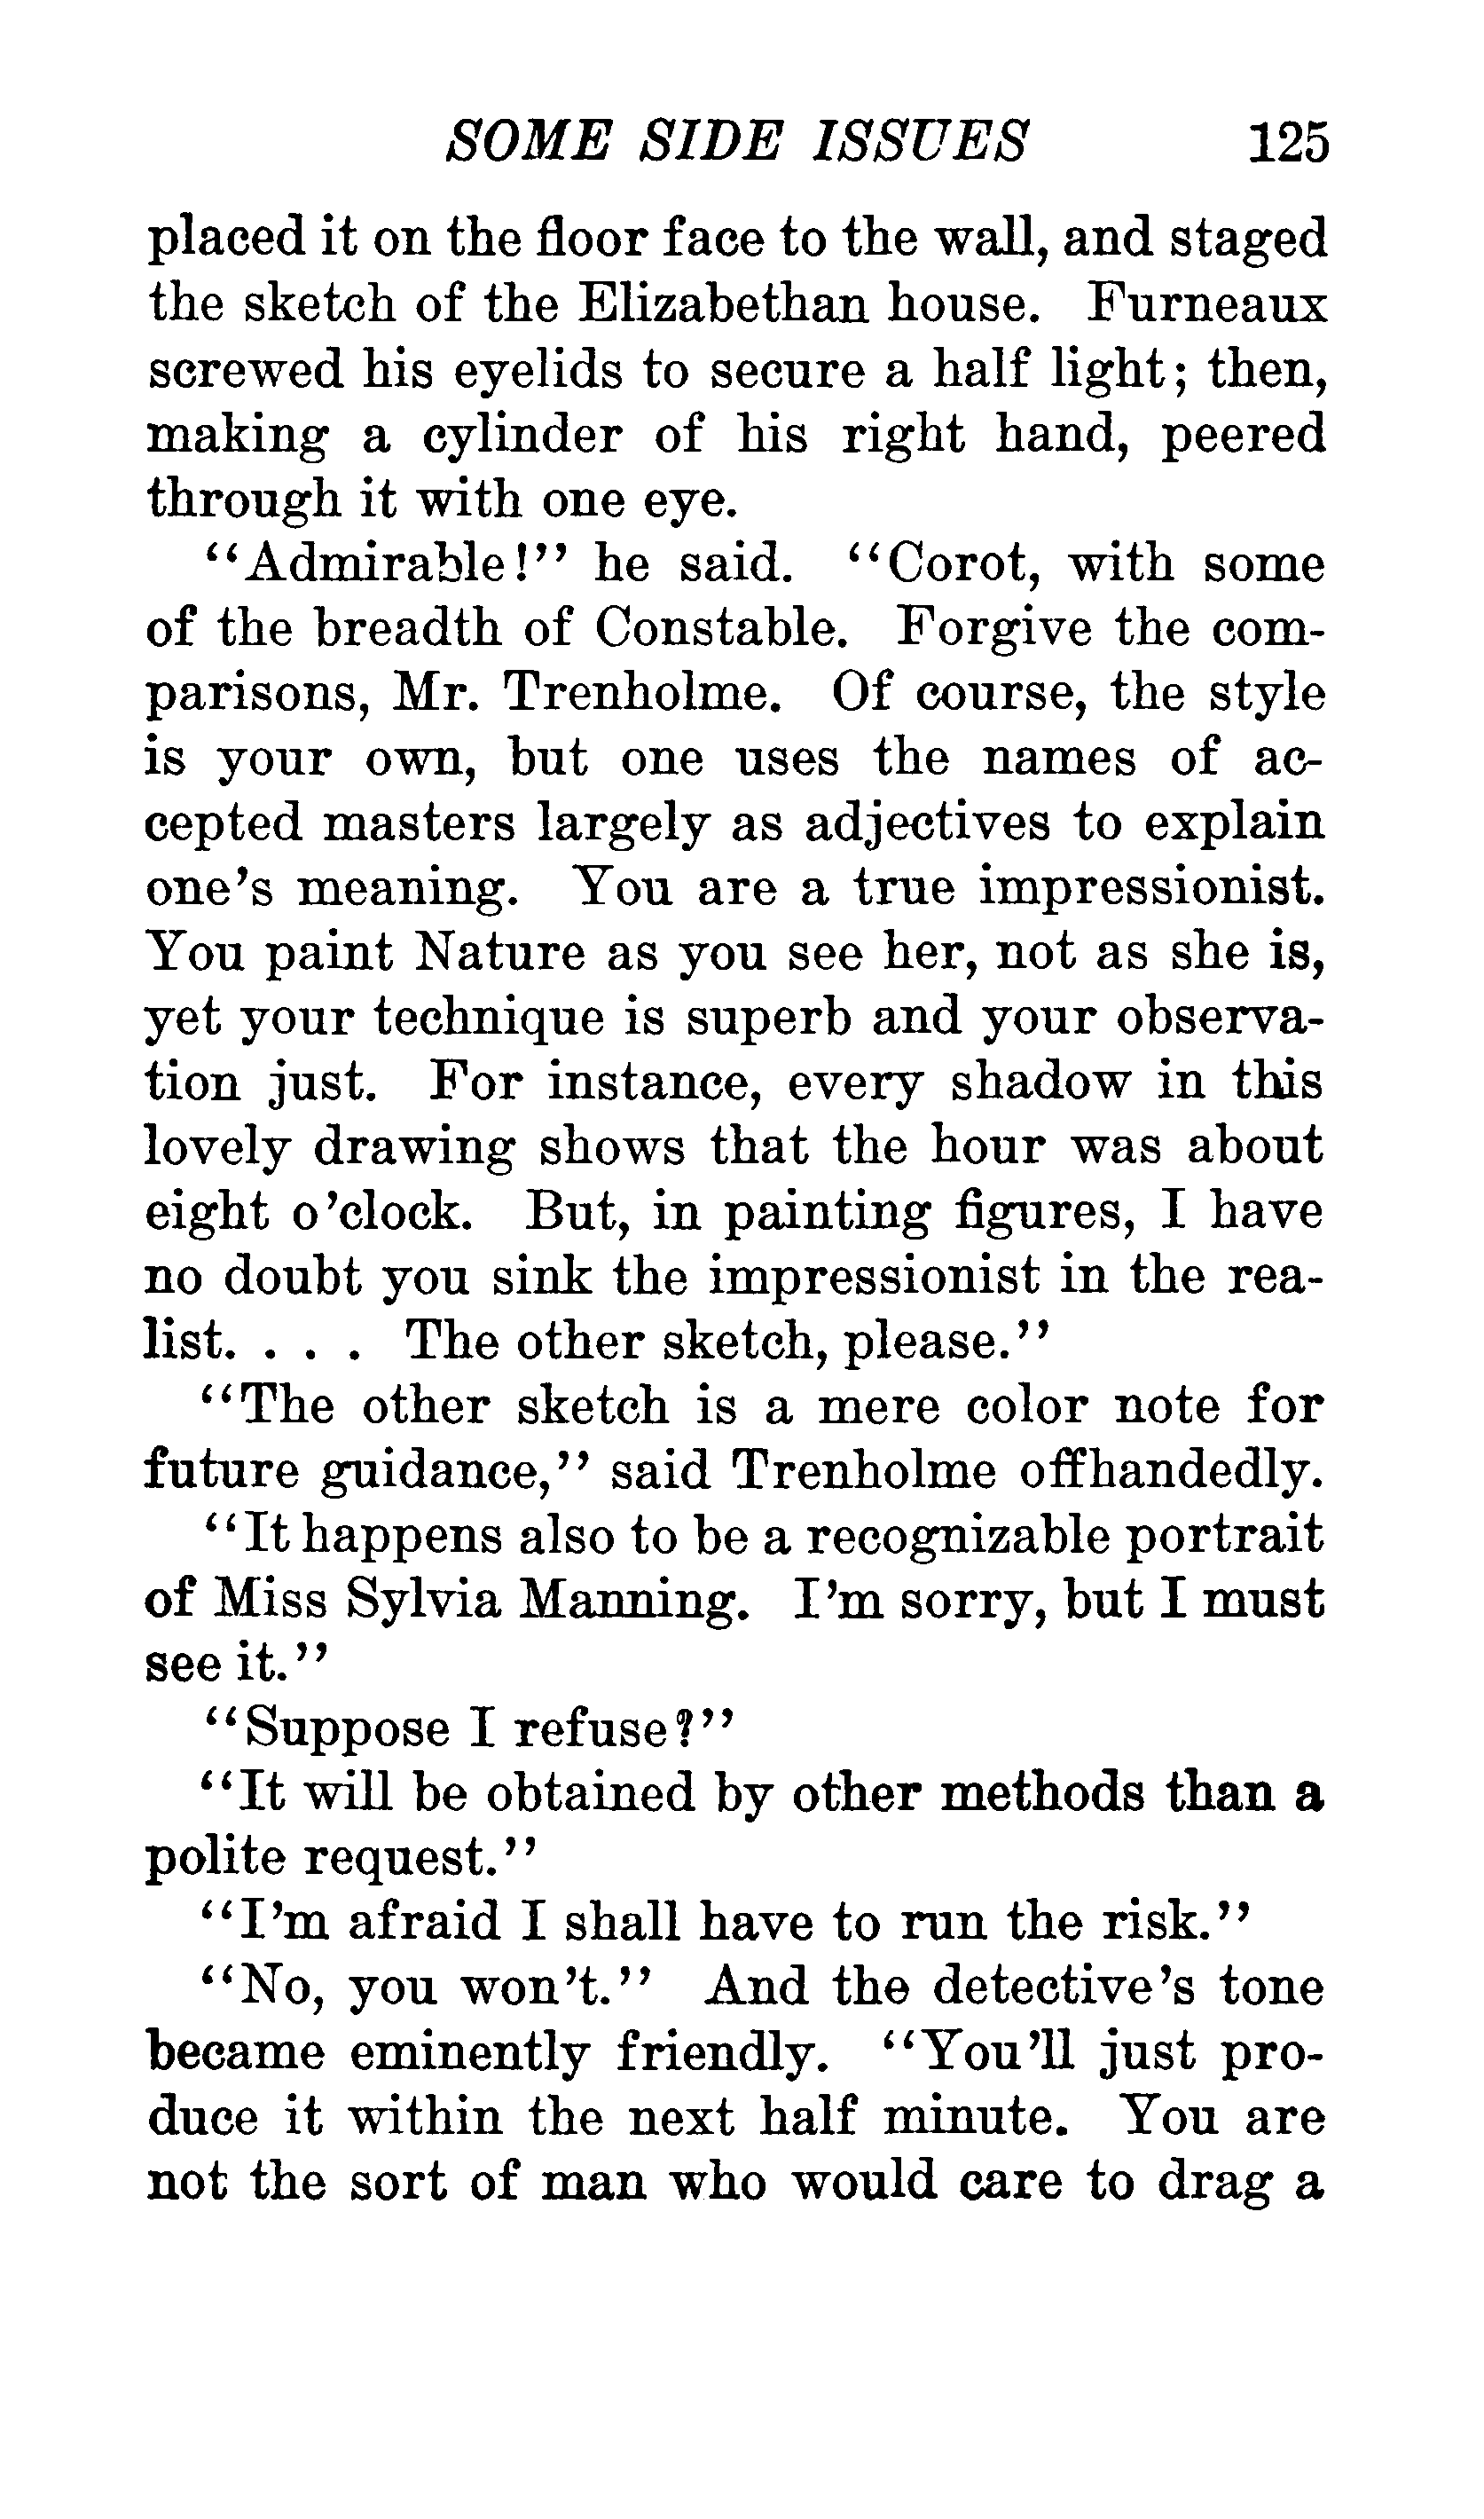 SOME SIDE ISSUES 125
placed it on the floor face to the wall, and staged
the sketch of the Elizabethan house. Furneaux
screwed his eyelids to secure a half light; then,
making a cylinder of his right hand, peered
through it with one eye.
"Admirable!" he said. "Corot, with some
of the breadth of Constable. Forgive the com-
parisons, Mr. Trenholme. Of course, the style
is your own, but one uses the names of ac-
cepted masters largely as adjectives to explain
one's meaning. You are a true impressionist.
You paint Nature as you see her, not as she is,
yet your technique is superb and your observa-
tion just. For instance, every shadow in this
lovely drawing shows that the hour was about
eight o'clock. But, in painting figures, I have
no doubt you sink the impressionist in the rea-
list. . . . The other sketch, please."
"The other sketch is a mere color note for
future guidance," said Trenholme offhandedly.
"It happens also to be a recognizable portrait
of Miss Sylvia Manning. I'm sorry, but I must
see it."
"Suppose I refuse?"
"It will be obtained by other methods than a
polite request."
"I'm afraid I shall have to run the risk."
"No, you won't." And the detective's tone
became eminently friendly. "You'll just pro-
duce it within the next half minute. You are
not the sort of man who would care to drag a